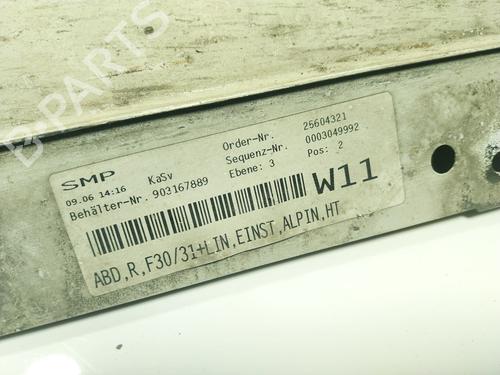 B-PARTS
SMP
09.06 14:16 KaSv
Behälter-Nr. 903167889
Order-Nr. 25604321
Sequenz-Nr. 0003049992
Ebene: 3 Pos: 2
W11
ABD,R,F30/31+LIN,EINST,ALPIN,HT